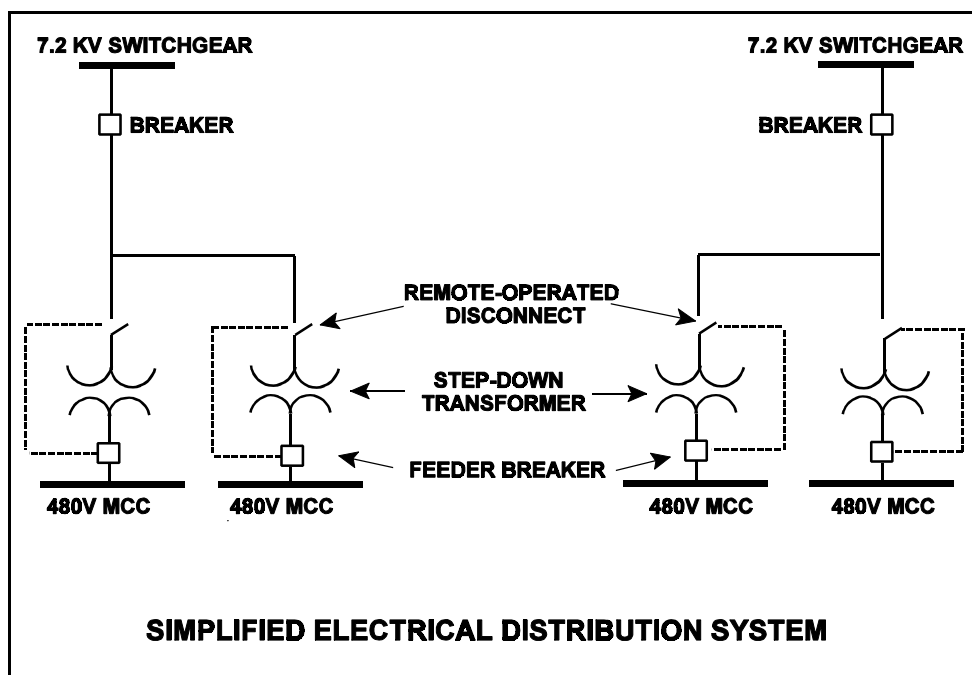 7.2 KV SWITCHGEAR
7.2 KV SWITCHGEAR
BREAKER
BREAKER
REMOTE-OPERATED
DISCONNECT
STEP-DOWN
TRANSFORMER
FEEDER BREAKER
480V MCC
480V MCC
480V MCC
480V MCC
SIMPLIFIED ELECTRICAL DISTRIBUTION SYSTEM